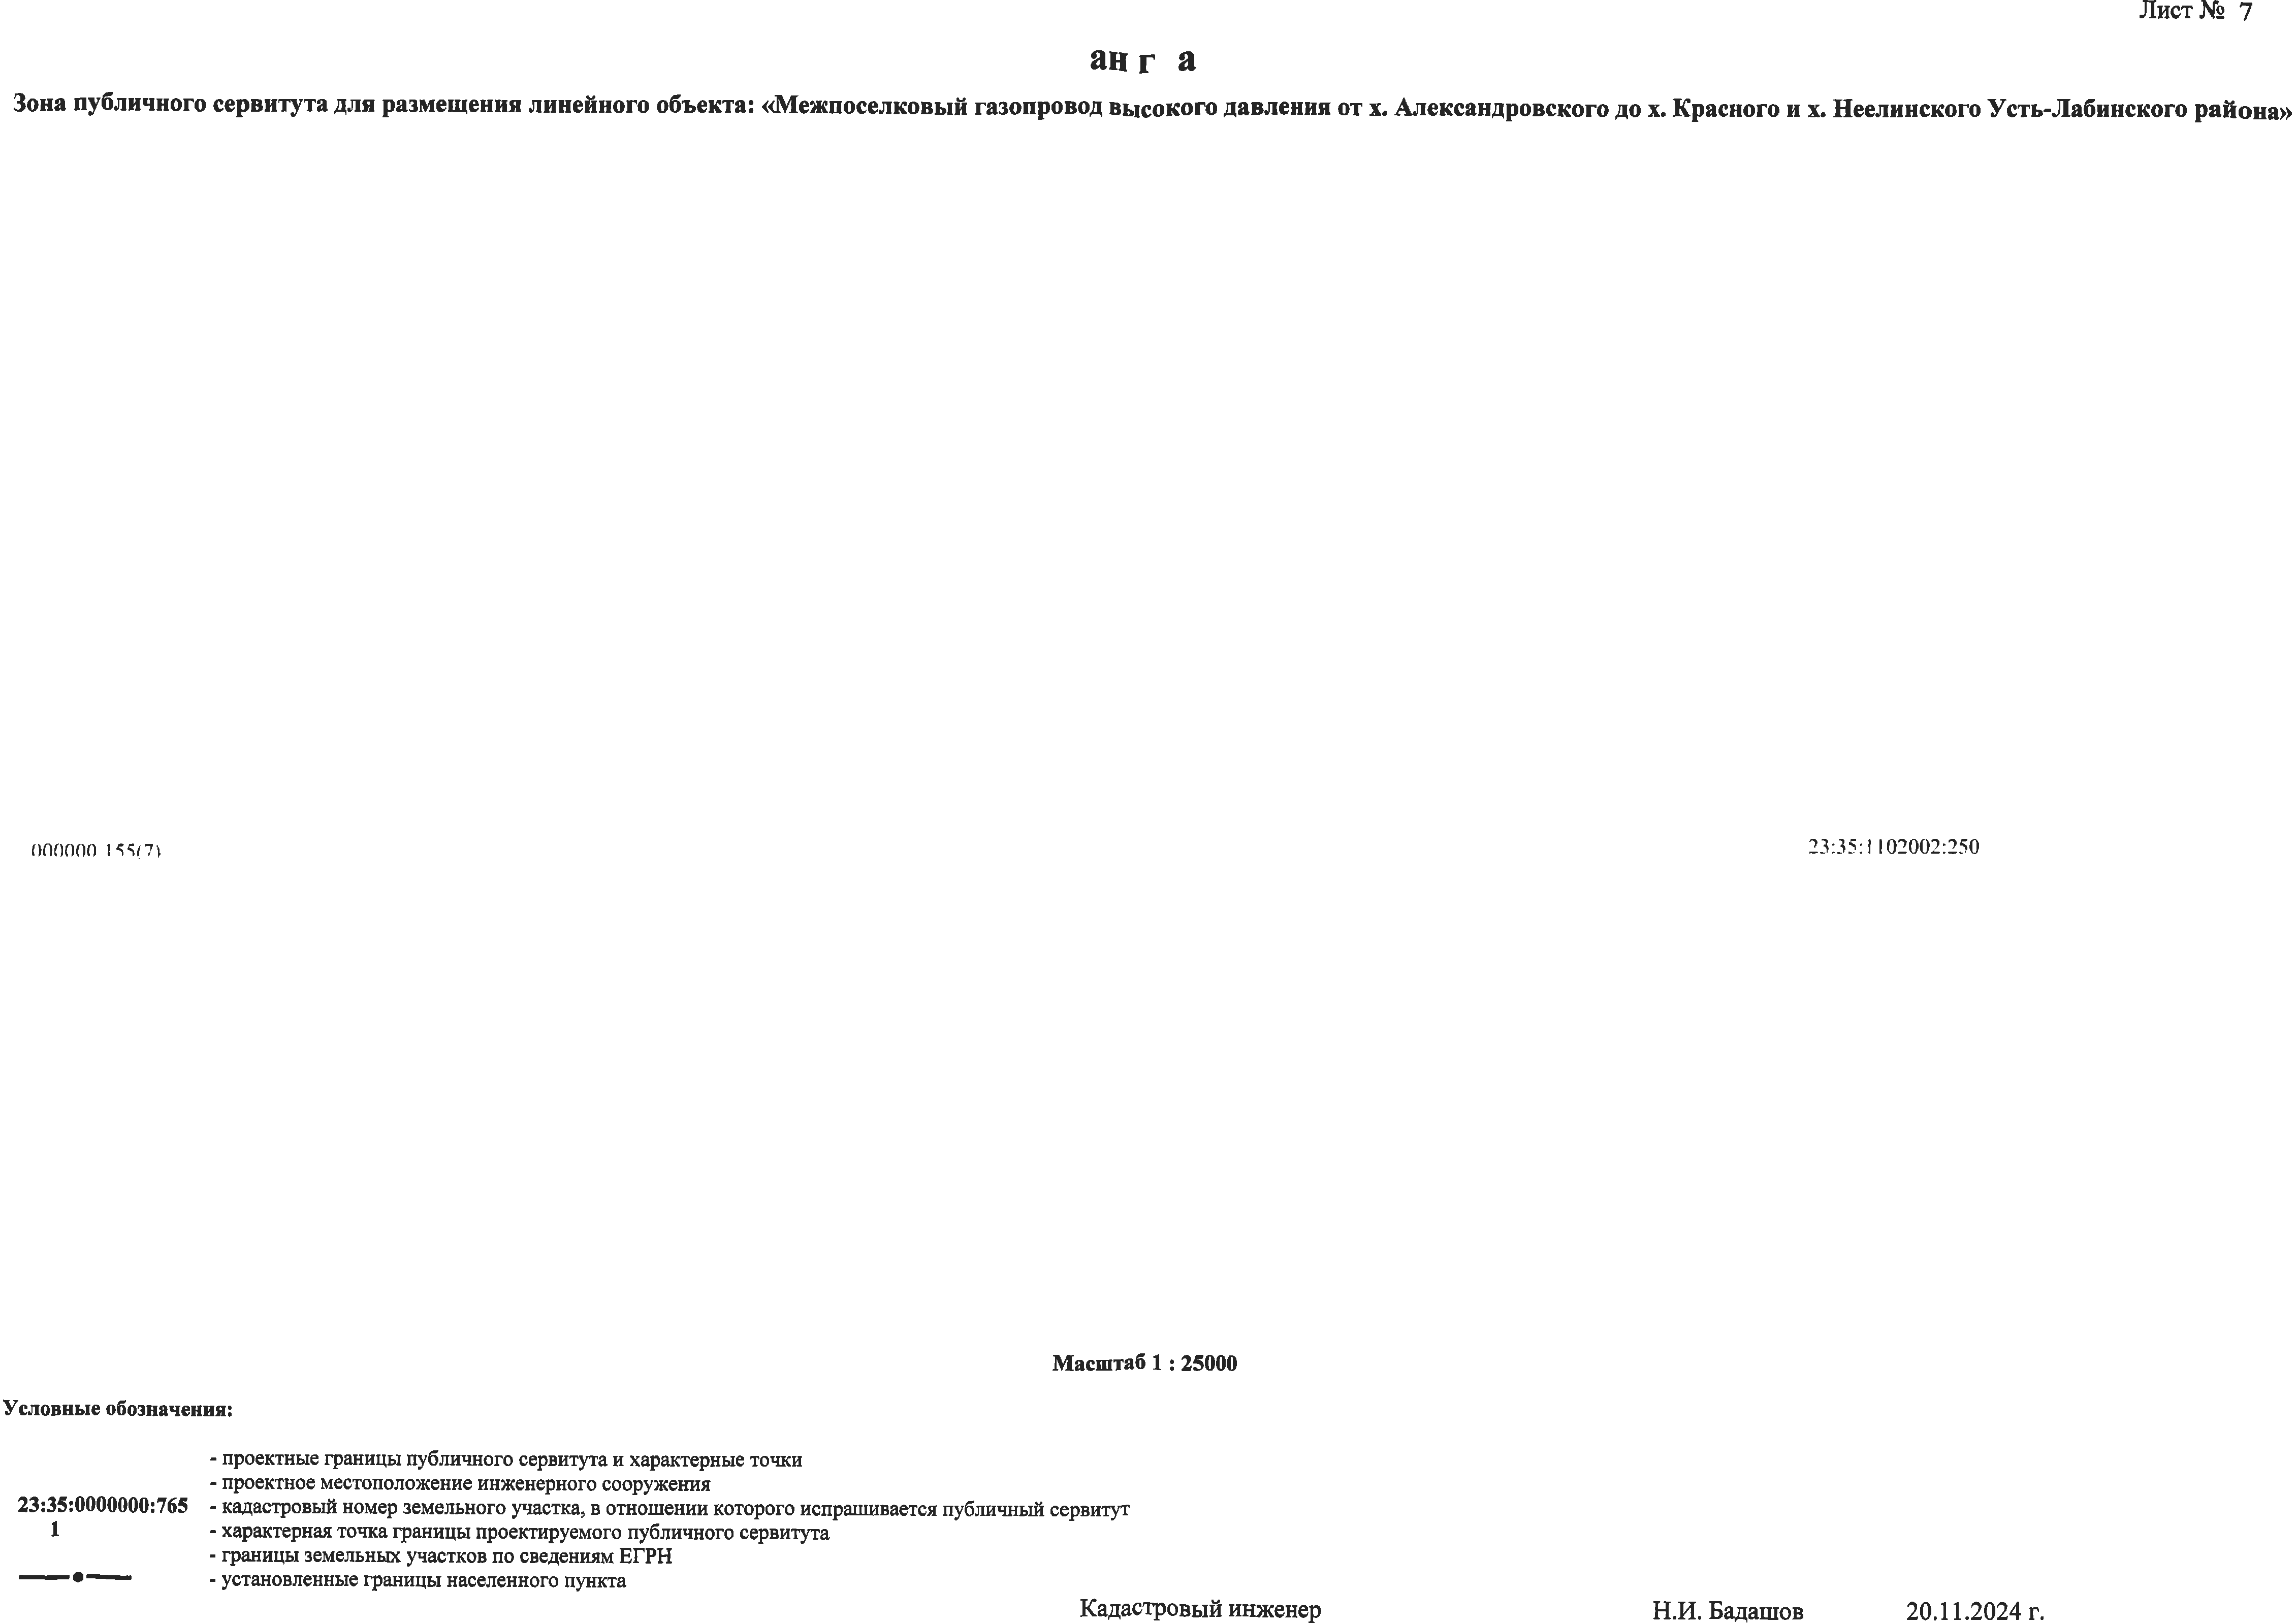 Лист № 7
ан г а
Зона публичного сервитута для размещения линейного объекта: «Межпоселковый газопровод высокого давления от х. Александровского до х. Красного и х. Неелинского Усть-Лабинского района»
000000 155(7)
23:35:1102002:250
Масштаб 1 : 25000
Условные обозначения:
- проектные границы публичного сервитута и характерные точки
- проектное местоположение инженерного сооружения
23:35:0000000:765 - кадастровый номер земельного участка, в отношении которого испрашивается публичный сервитут
1 - характерная точка границы проектируемого публичного сервитута
- границы земельных участков по сведениям ЕГРН
- установленные границы населенного пункта
Кадастровый инженер Н.И. Бадашов 20.11.2024 г.